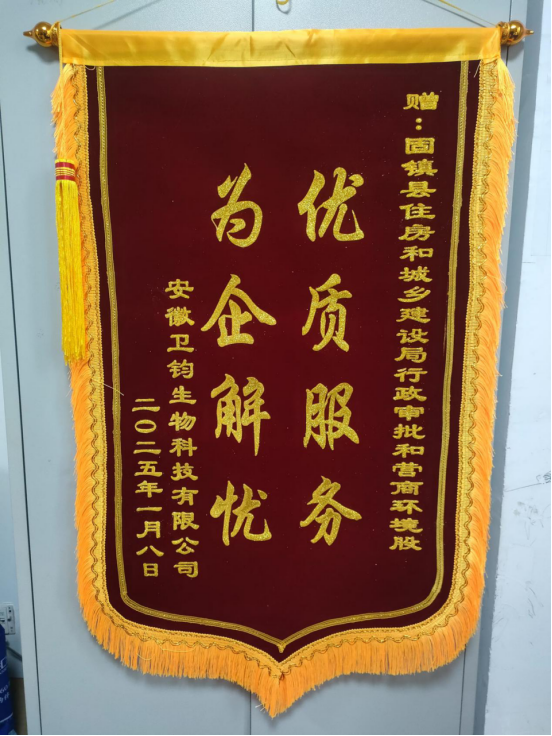 赠：固镇县住房和城乡建设局行政审批和营商环境股
优质服务
为企解忧
安徽卫钧生物科技有限公司
二〇二五年一月八日